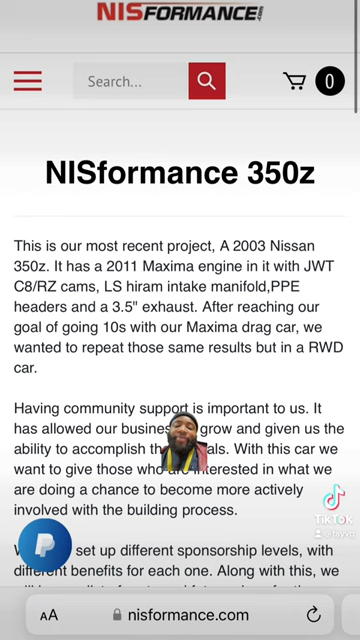 NISFORMANCE.com
Search...
0
NISformance 350z
This is our most recent project, A 2003 Nissan
350z. It has a 2011 Maxima engine in it with JWT
C8/RZ cams, LS hiram intake manifold,PPE
headers and a 3.5" exhaust. After reaching our
goal of going 10s with our Maxima drag car, we
wanted to repeat those same results but in a RWD
car.
Having community support is important to us. It
has allowed our busines grow and given us the
ability to accomplish th als. With this car we
want to give those who are interested in what we
are doing a chance to become more actively
involved with the building process.
set up different sponsorship levels, with
different benefits for each one. Along with this, we
TikTok
AA
nisformance.com